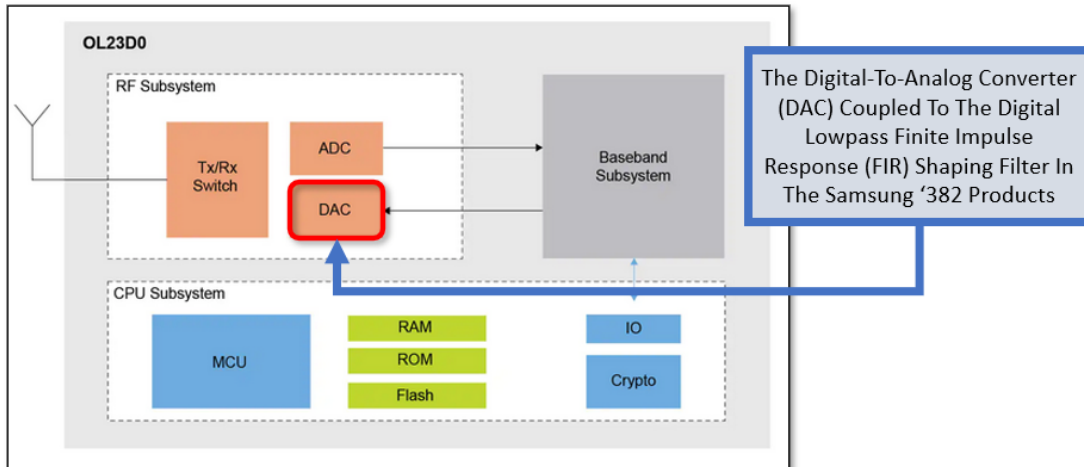 OL23D0
RF Subsystem
Tx/Rx
Switch
ADC
DAC
Baseband
Subsystem
The Digital-To-Analog Converter
(DAC) Coupled To The Digital
Lowpass Finite Impulse
Response (FIR) Shaping Filter In
The Samsung ‘382 Products
CPU Subsystem
MCU
RAM
ROM
Flash
IO
Crypto